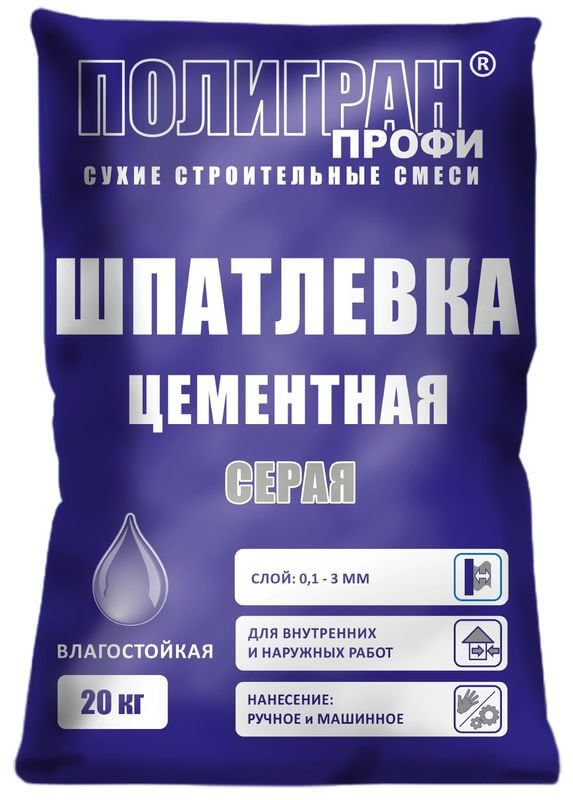 ПОЛИГРАН®
ПРОФИ
СУХИЕ СТРОИТЕЛЬНЫЕ СМЕСИ
ШПАТЛЕВКА
ЦЕМЕНТНАЯ
СЕРАЯ
СЛОЙ: 0,1 - 3 ММ
ВЛАГОСТОЙКАЯ
ДЛЯ ВНУТРЕННИХ
И НАРУЖНЫХ РАБОТ
20 кг
НАНЕСЕНИЕ:
РУЧНОЕ и МАШИННОЕ